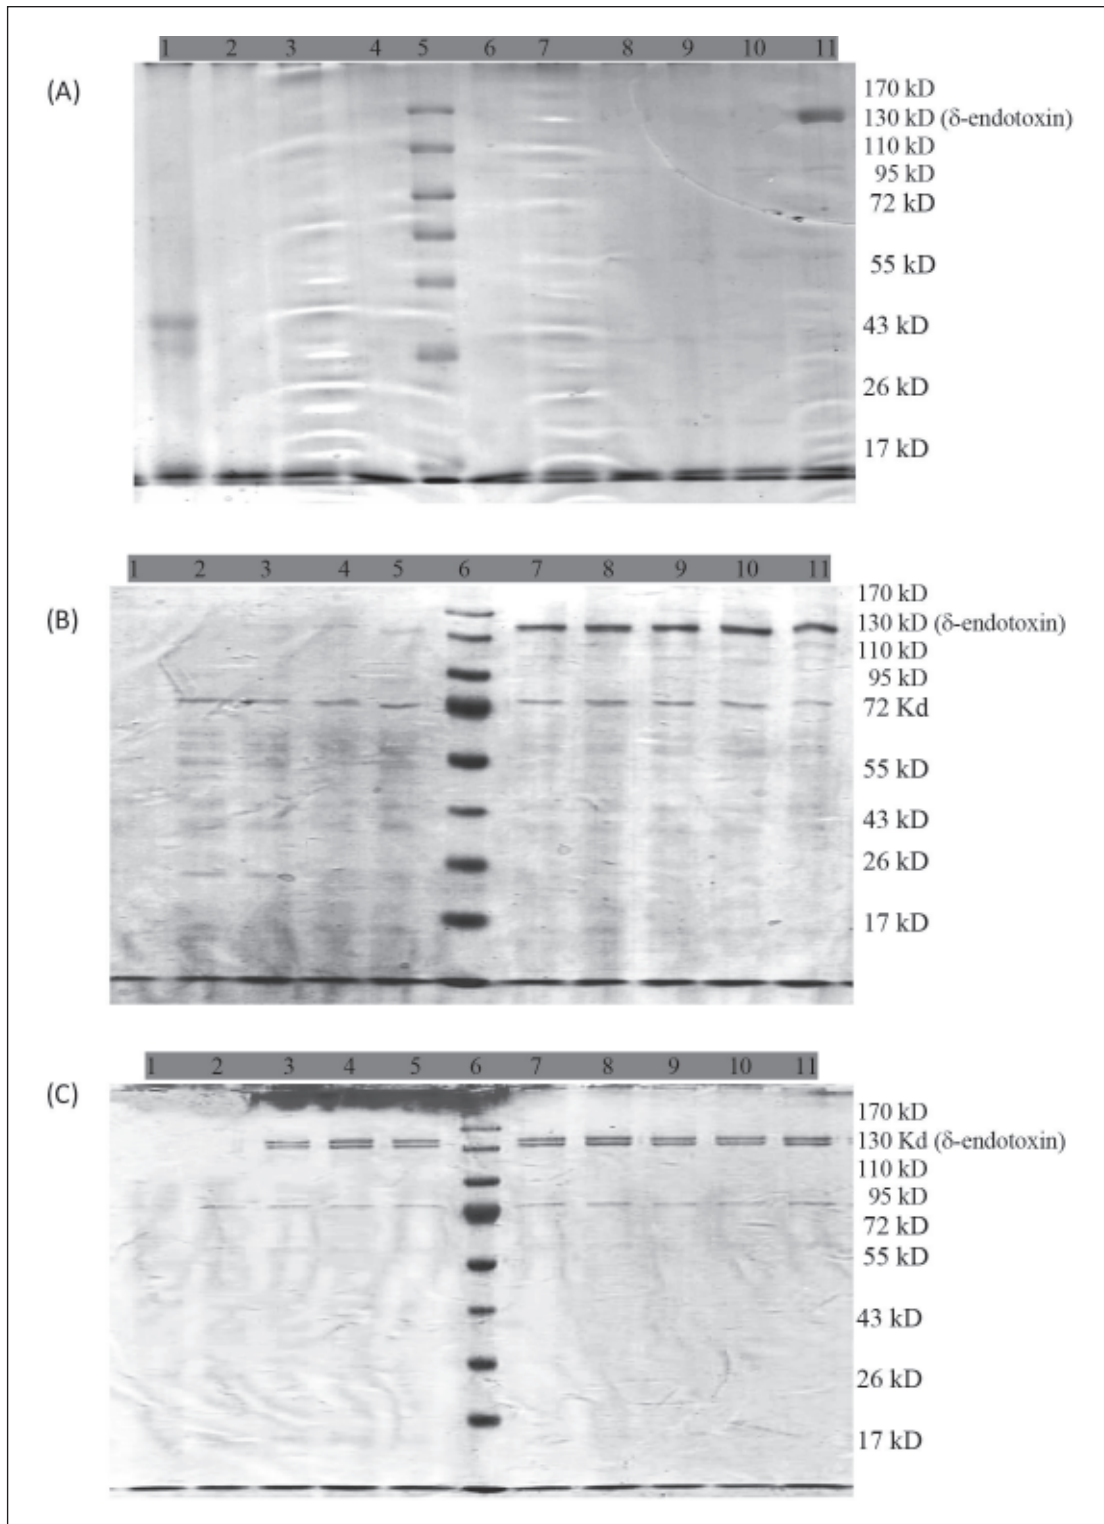 1 2 3 4 5 6 7 8 9 10 11
(A)
170 kD
130 kD (δ-endotoxin)
110 kD
95 kD
72 kD
55 kD
43 kD
26 kD
17 kD
1 2 3 4 5 6 7 8 9 10 11
(B)
170 kD
130 kD (δ-endotoxin)
110 kD
95 kD
72 Kd
55 kD
43 kD
26 kD
17 kD
1 2 3 4 5 6 7 8 9 10 11
(C)
170 kD
130 Kd (δ-endotoxin)
110 kD
95 kD
72 kD
55 kD
43 kD
26 kD
17 kD